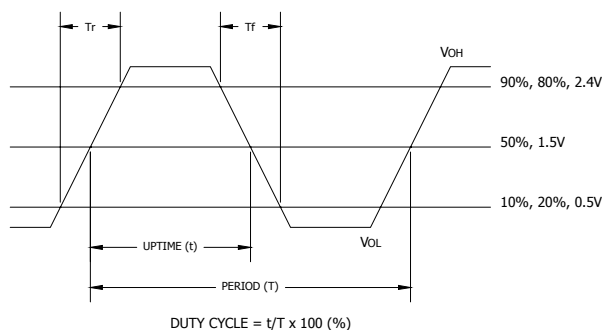 Tr
Tf
VOH
90%, 80%, 2.4V
50%, 1.5V
10%, 20%, 0.5V
VOL
UPTIME (t)
PERIOD (T)
DUTY CYCLE = t/T x 100 (%)